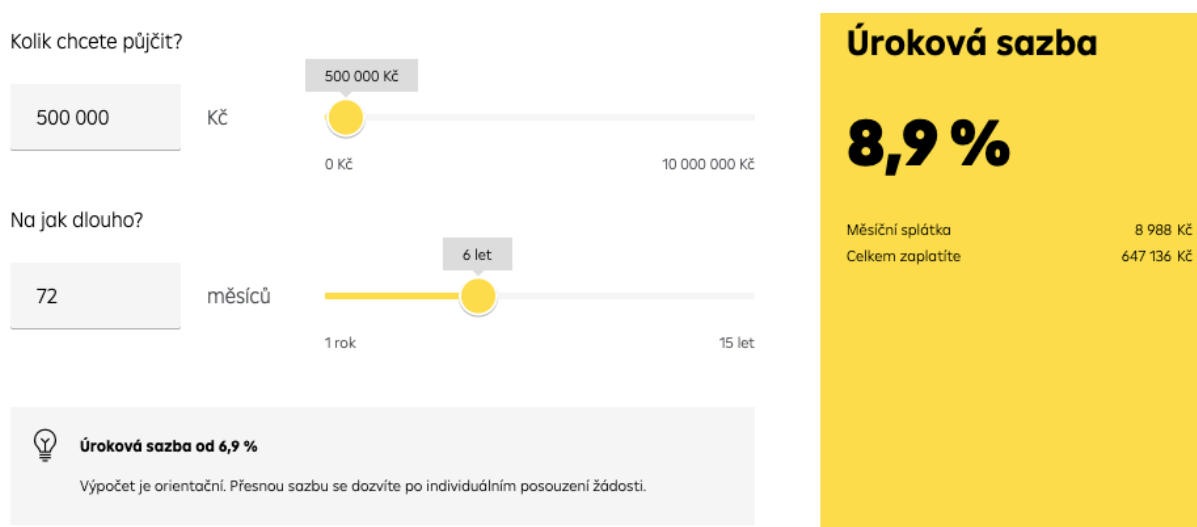 Kolik chcete půjčit?
500 000 Kč
500 000 Kč
0 Kč 10 000 000 Kč
Na jak dlouho?
6 let
72 měsíců
1 rok 15 let
Úroková sazba od 6,9 %
Výpočet je orientační. Přesnou sazbu se dozvíte po individuálním posouzení žádosti.
Úroková sazba
8,9 %
Měsíční splátka 8 988 Kč
Celkem zaplatíte 647 136 Kč